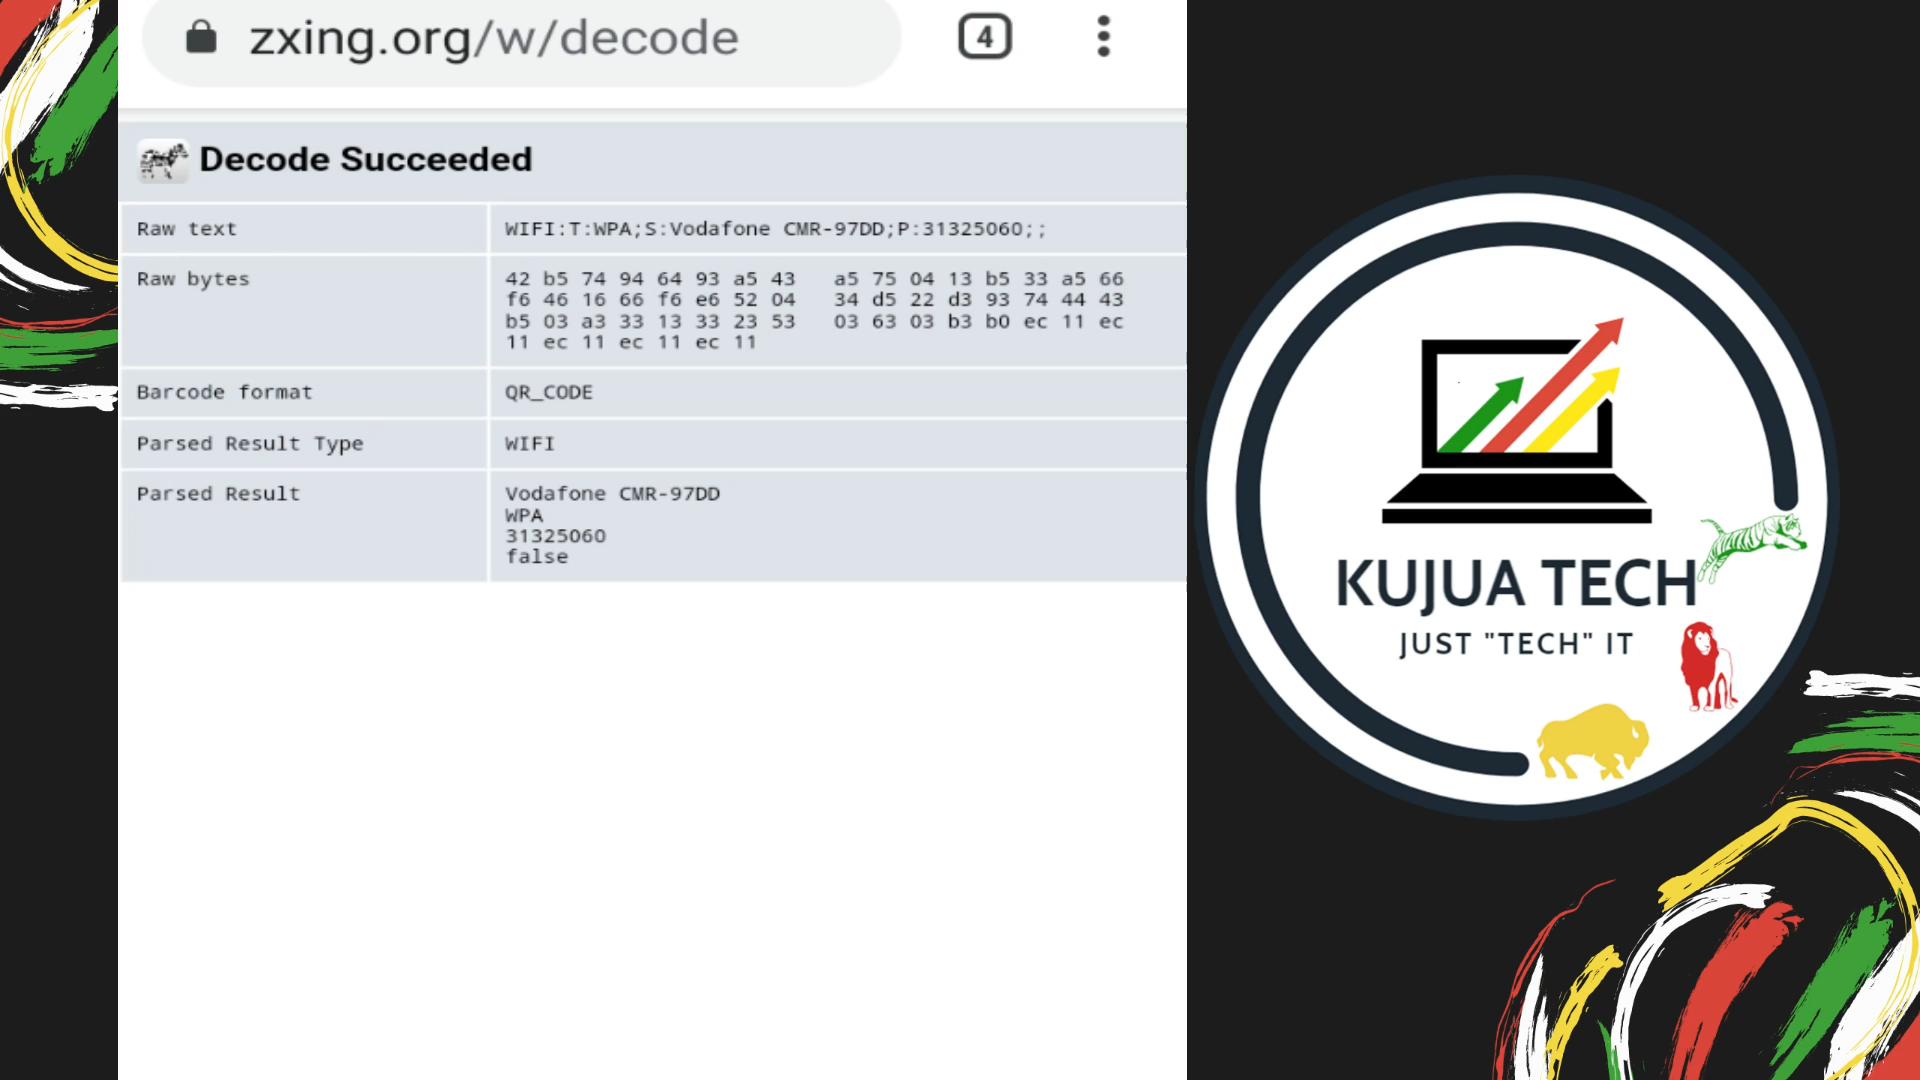 zxing.org/w/decode
4
Decode Succeeded
Raw text
WIFI:T:WPA;S:Vodafone CMR-97DD;P:31325060;;
Raw bytes
42 b5 74 94 64 93 a5 43 a5 75 04 13 b5 33 a5 66
f6 46 16 66 f6 e6 52 04 34 d5 22 d3 93 74 44 43
b5 03 a3 33 13 33 23 53 03 63 03 b3 b0 ec 11 ec
11 ec 11 ec 11 ec 11
Barcode format
QR_CODE
Parsed Result Type
WIFI
Parsed Result
Vodafone CMR-97DD
WPA
31325060
false
KUJUA TECH
JUST "TECH" IT